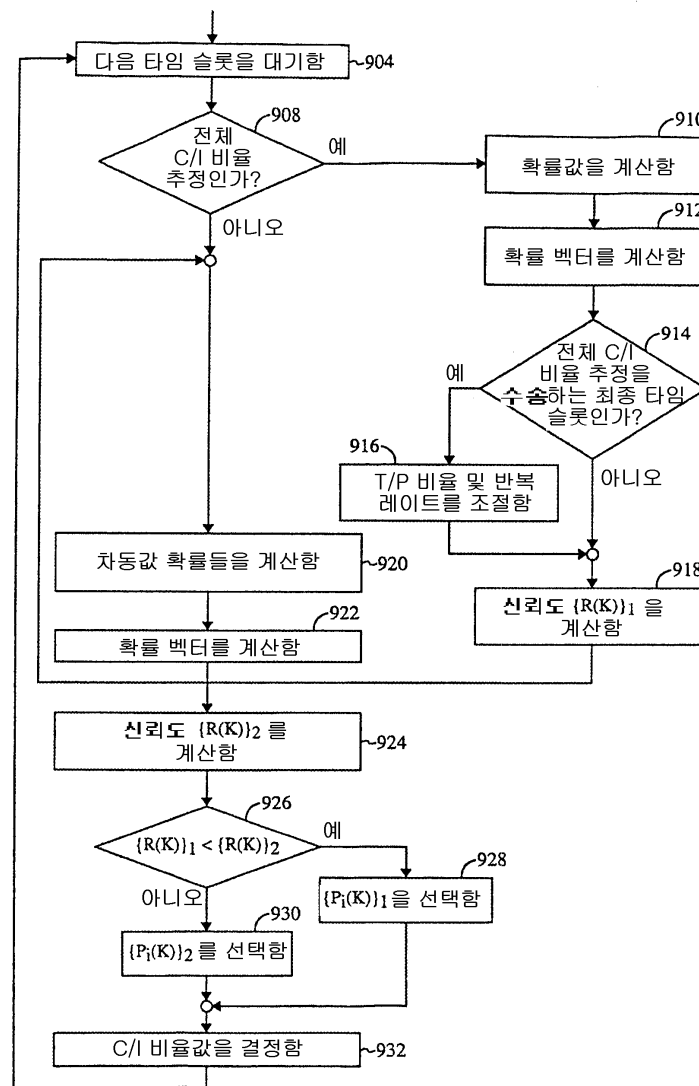 다음 타임 슬롯을 대기함
904
908
전체
C/I 비율
추정인가?
예
아니오
910
확률값을 계산함
912
확률 벡터를 계산함
914
전체 C/I
비율 추정을
수송하는 최종 타임
슬롯인가?
예
아니오
916
T/P 비율 및 반복
레이트를 조절함
918
신뢰도 {R(K)}1 을
계산함
차동값 확률들을 계산함
920
922
확률 벡터를 계산함
신뢰도 {R(K)}2 를
계산함
924
926
{R(K)}1 < {R(K)}2
예
아니오
928
{Pi(K)}1 을 선택함
930
{Pi(K)}2 를 선택함
C/I 비율값을 결정함
932